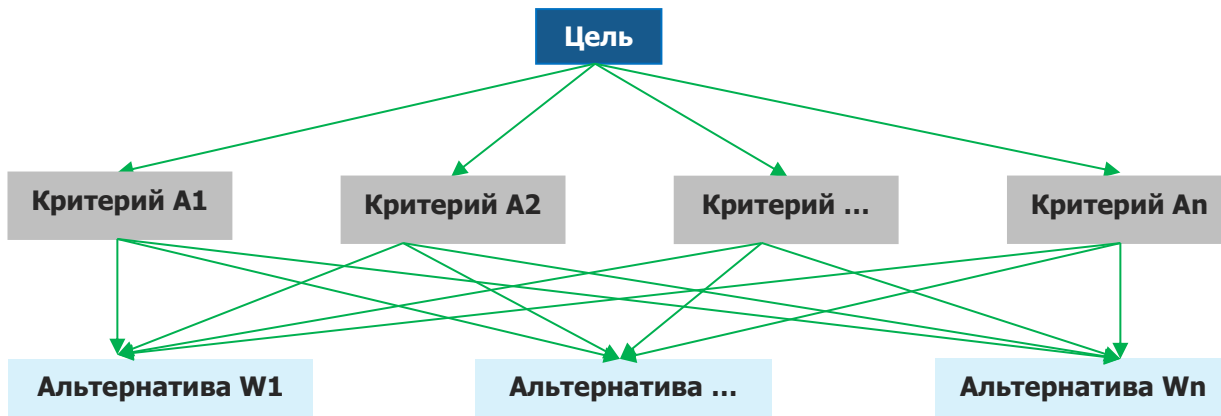 Цель
Критерий А1
Критерий А2
Критерий ...
Критерий Аn
Альтернатива W1
Альтернатива ...
Альтернатива Wn